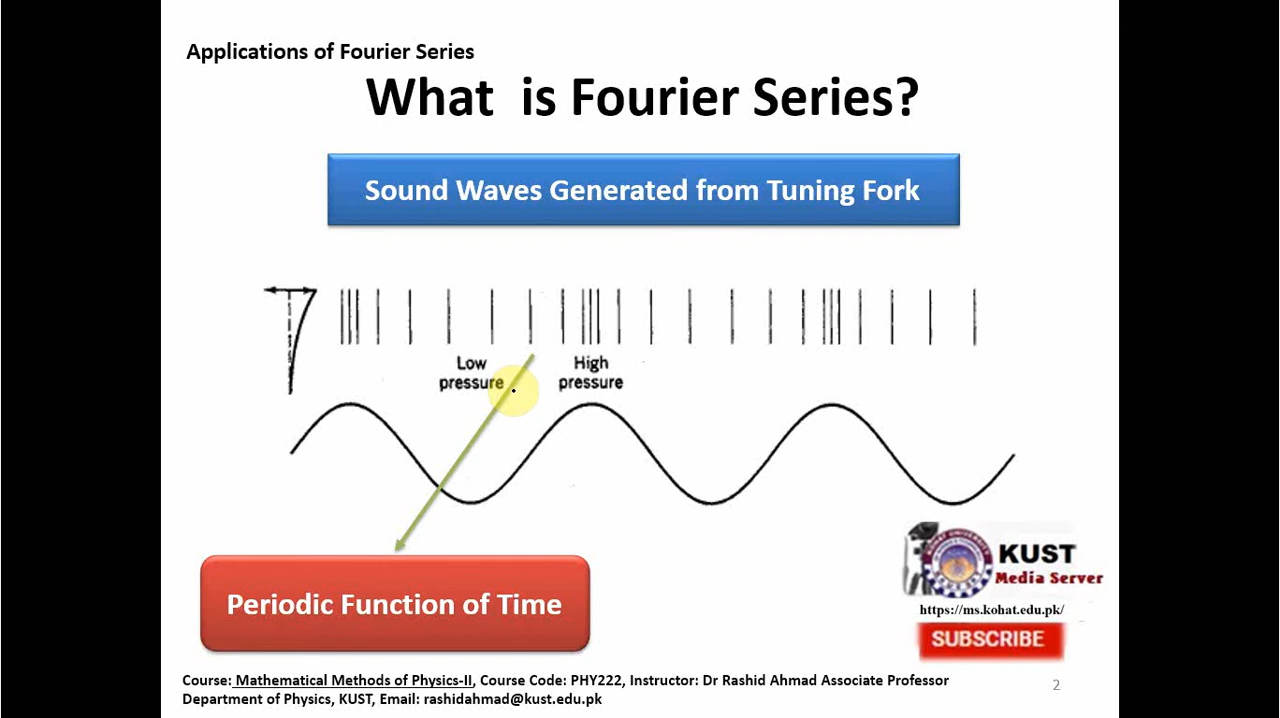 Applications of Fourier Series
What is Fourier Series?
Sound Waves Generated from Tuning Fork
Low pressure
High pressure
Periodic Function of Time
KUST
Media Server
https://ms.kohat.edu.pk/
SUBSCRIBE
Course: Mathematical Methods of Physics-II, Course Code: PHY222, Instructor: Dr Rashid Ahmad Associate Professor
Department of Physics, KUST, Email: rashidahmad@kust.edu.pk
2